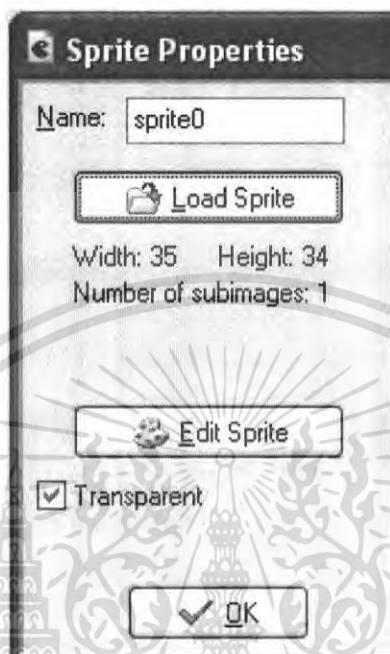 Sprite Properties
Name: sprite0
Load Sprite
Width: 35 Height: 34
Number of subimages: 1
Edit Sprite
Transparent
OK